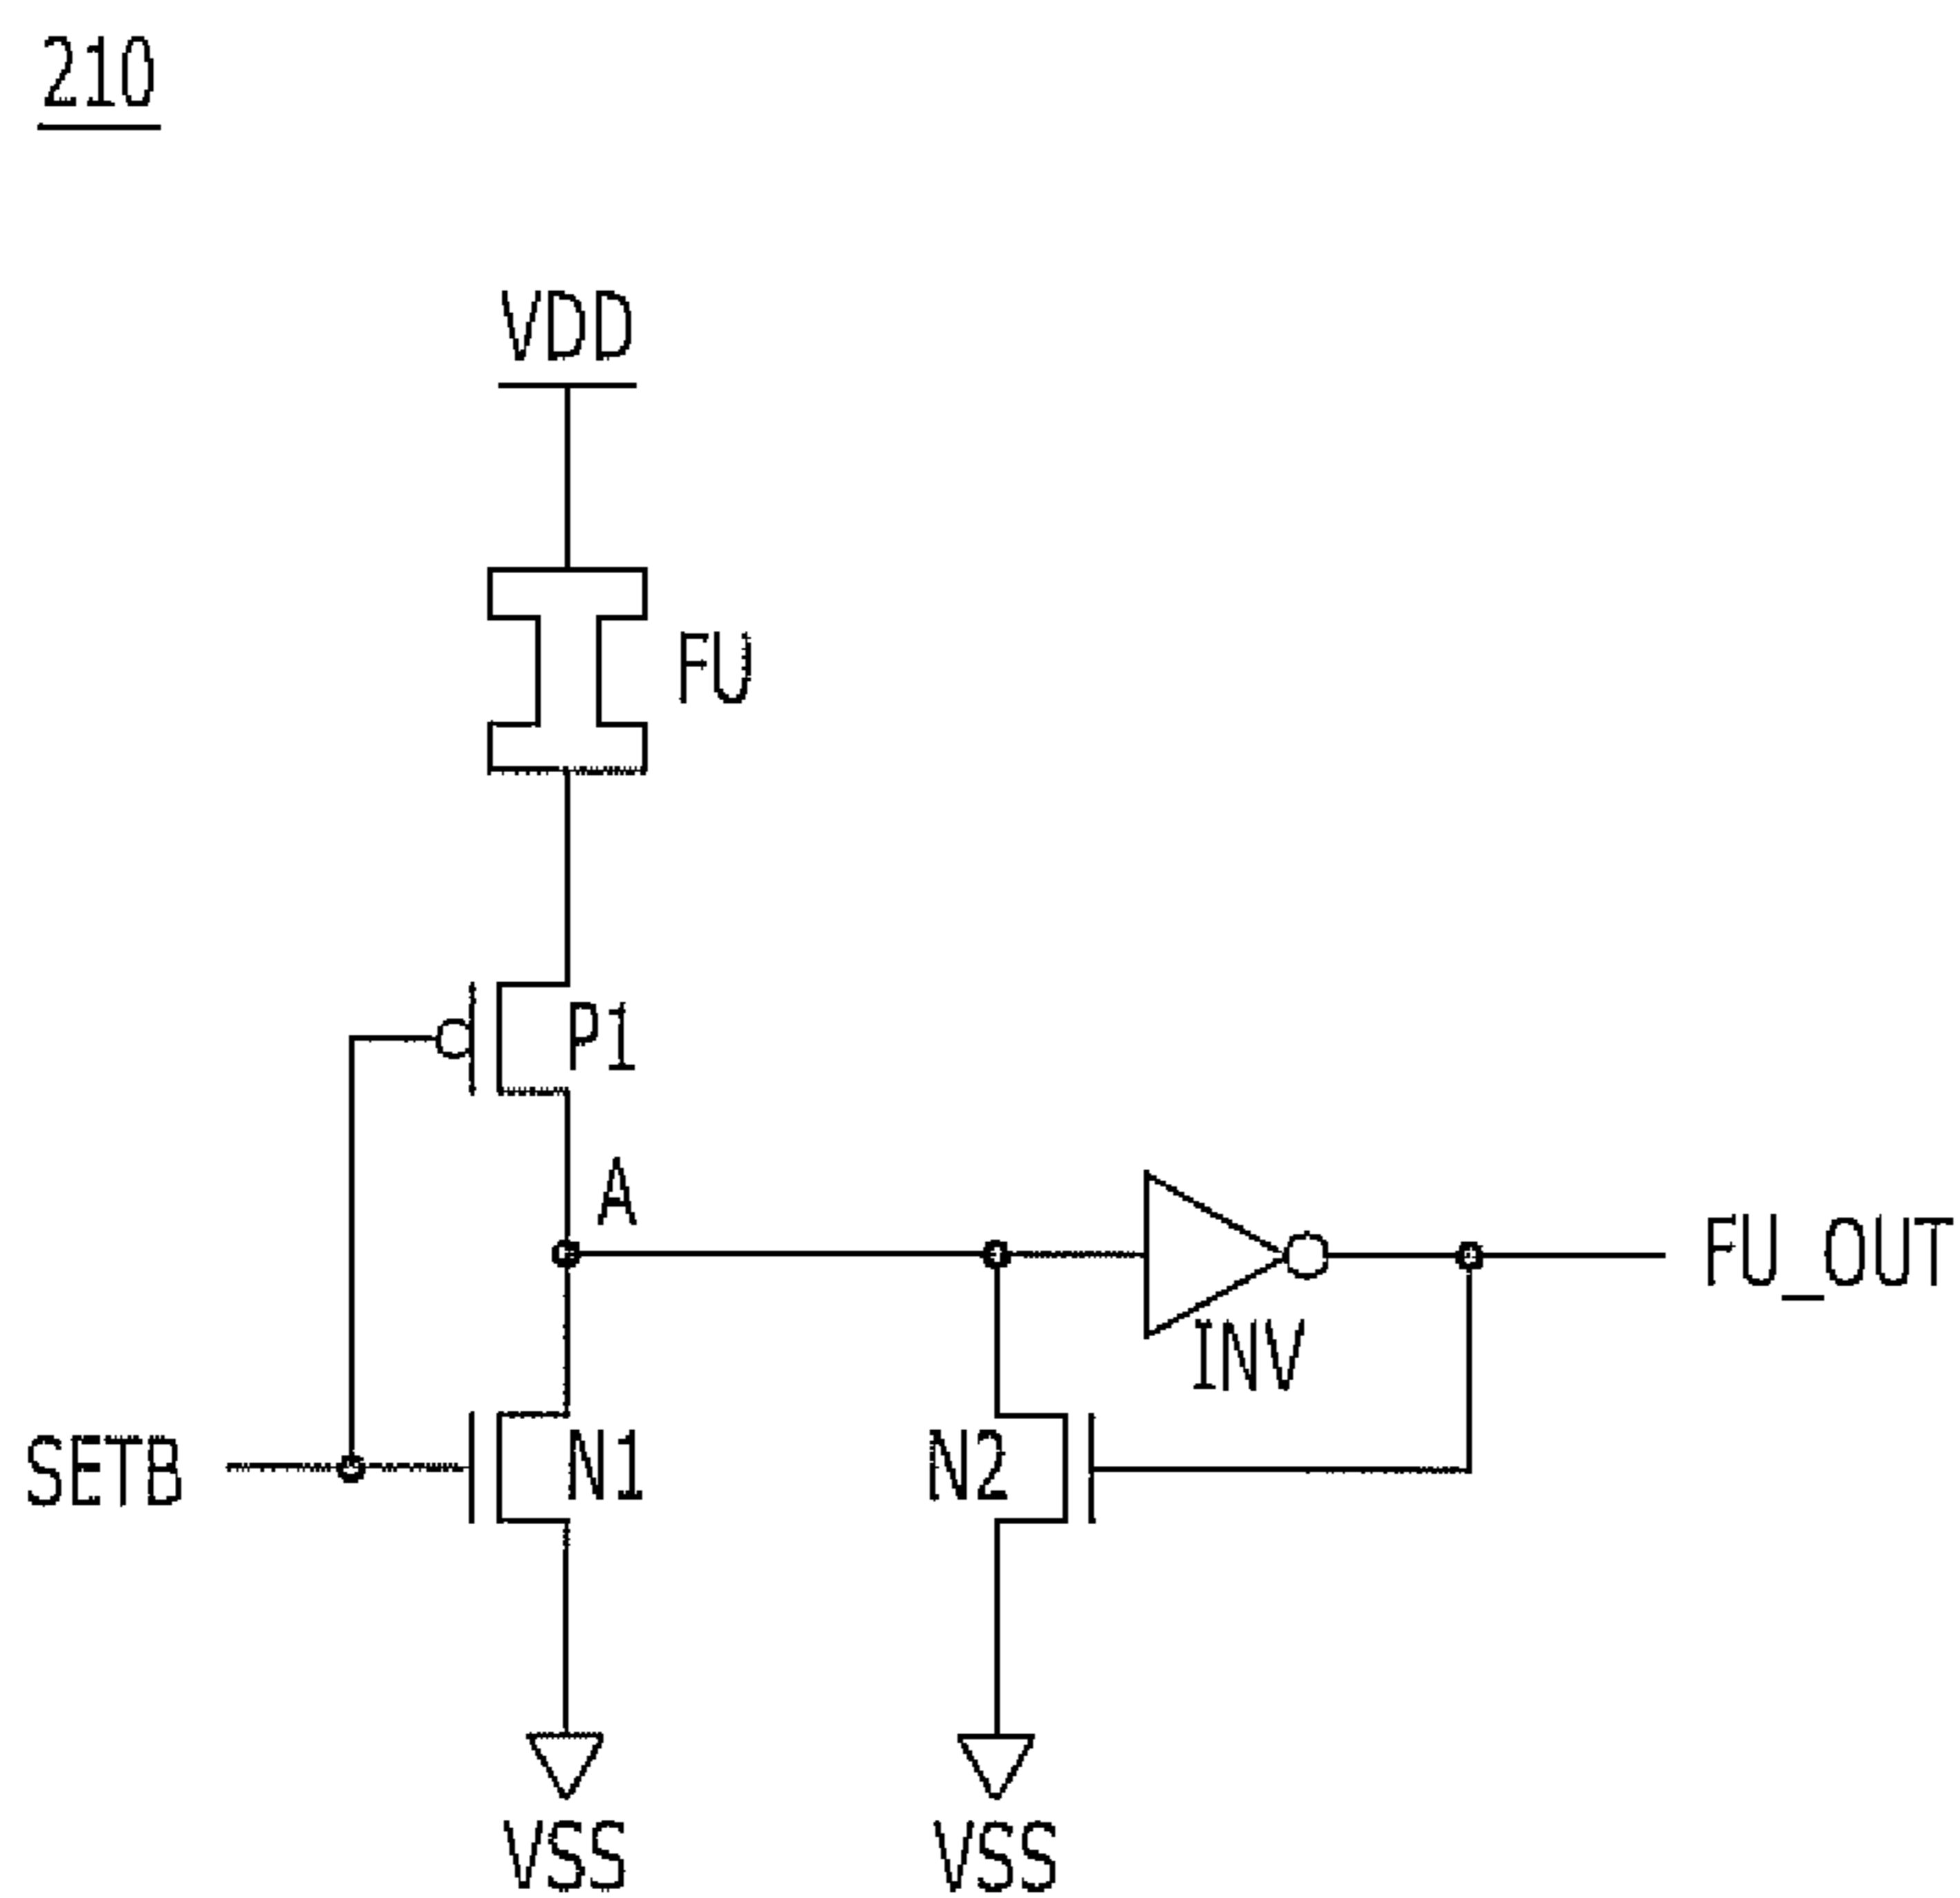 210
VDD
FU
P1
A
FU_OUT
INV
SETB
N1
N2
VSS
VSS